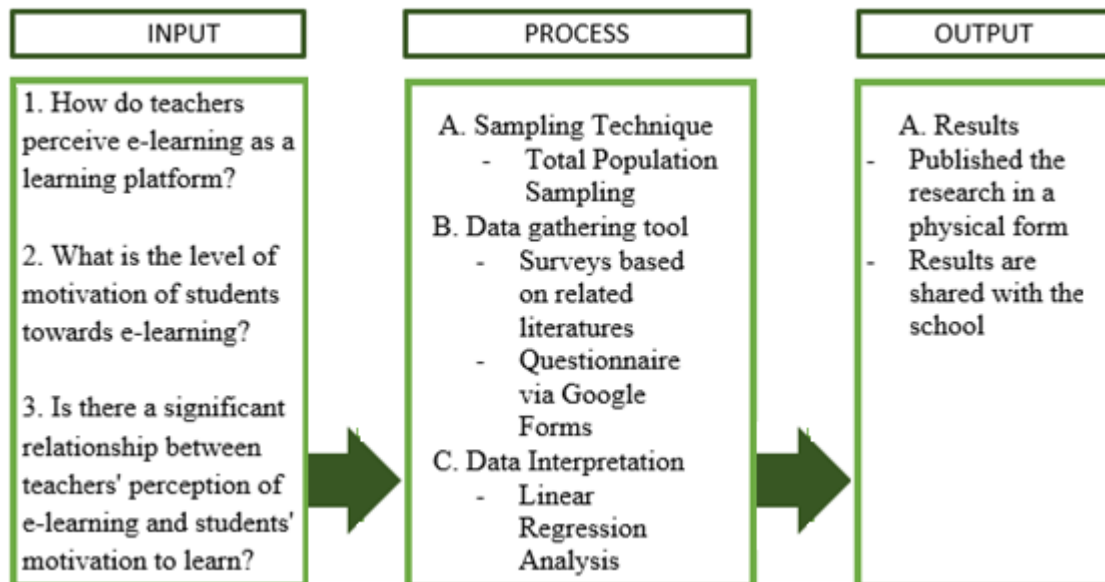 INPUT
1. How do teachers
perceive e-learning as a
learning platform?
2. What is the level of
motivation of students
towards e-learning?
3. Is there a significant
relationship between
teachers' perception of
e-learning and students'
motivation to learn?
PROCESS
A. Sampling Technique
- Total Population
Sampling
B. Data gathering tool
- Surveys based
on related
literatures
- Questionnaire
via Google
Forms
C. Data Interpretation
- Linear
Regression
Analysis
OUTPUT
A. Results
- Published the
research in a
physical form
- Results are
shared with the
school